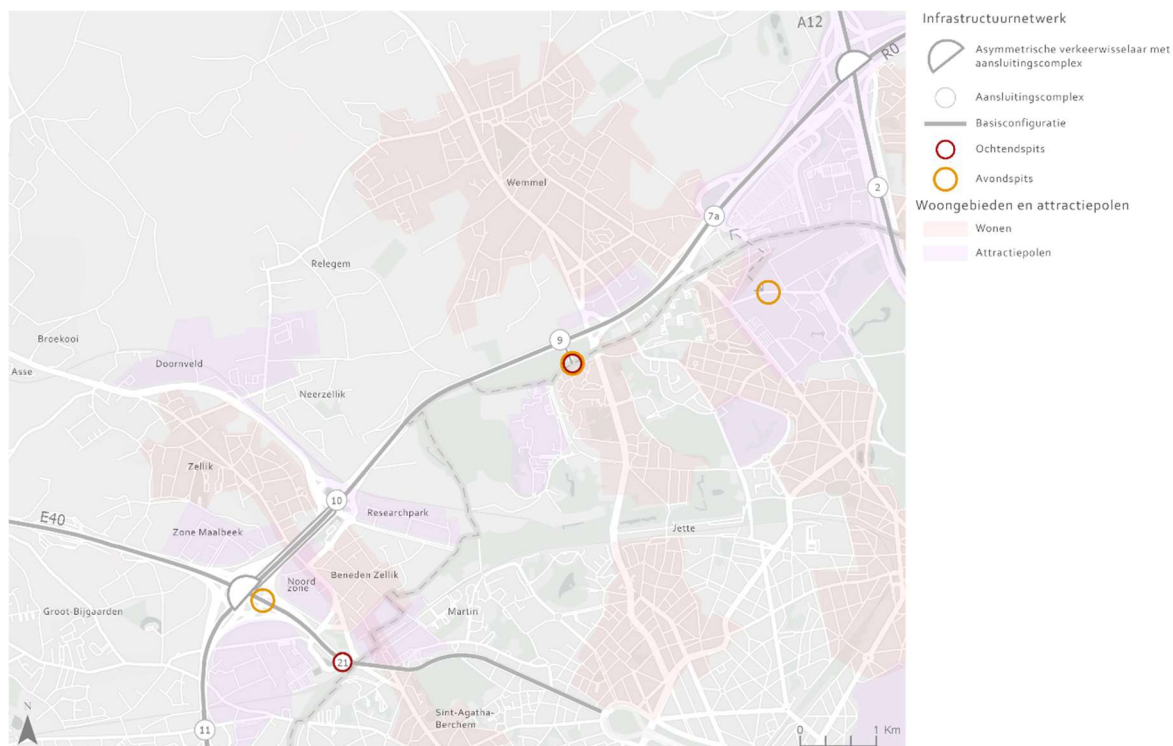 A12
R0
Wemmel
2
7a
Relegem
9
Broekooi
Doornveld
Asse
Neerzellik
Zellik
10
Researchpark
E40
Zone Maalbeek
Jette
Noord
zone
Beneden Zellik
Groot-Bijgaarden
Martin
21
Sint-Agatha-
Berchem
11
N
0 1 Km
Infrastructuurnetwerk
Asymmetrische verkeerwisselaar met
aansluitingscomplex
Aansluitingscomplex
Basisconfiguratie
Ochtendspits
Avondspits
Woongebieden en attractiepolen
Wonen
Attractiepolen